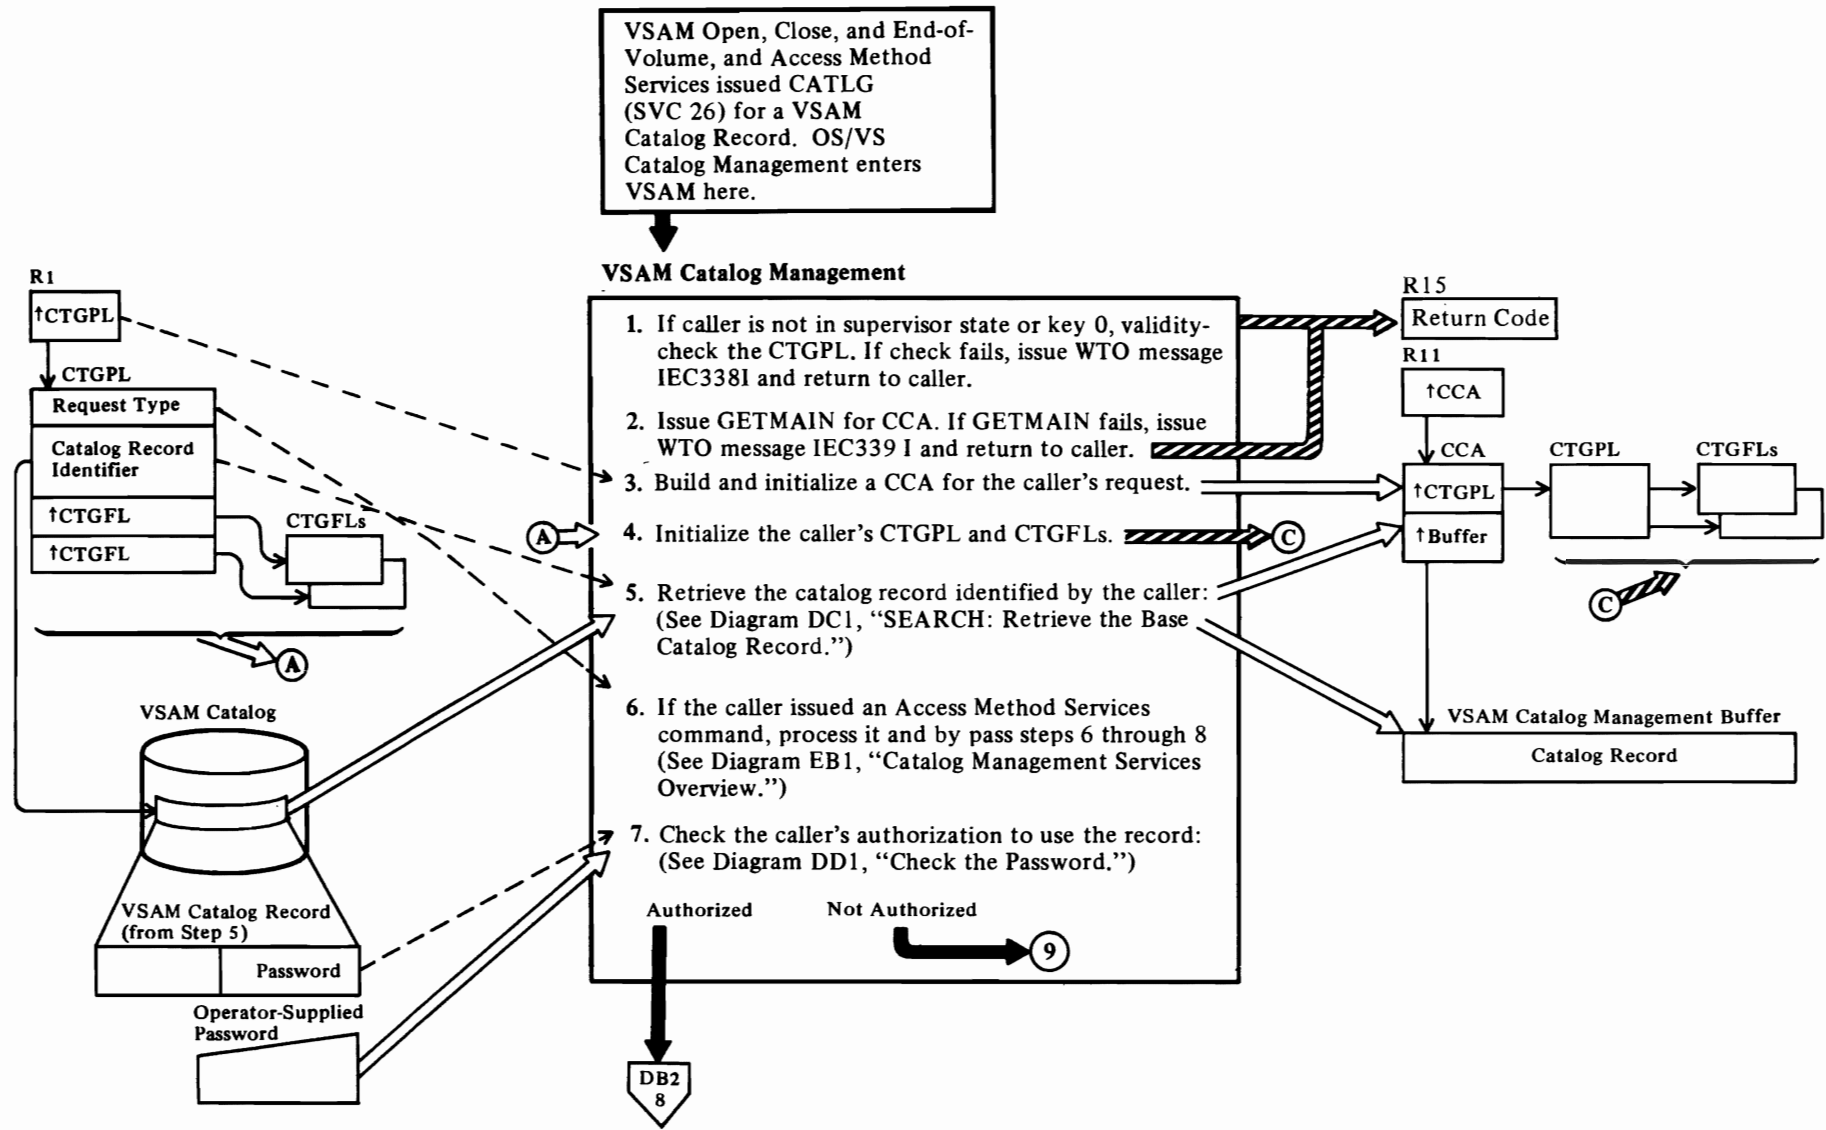 VSAM Open, Close, and End-of-
Volume, and Access Method
Services issued CATLG
(SVC 26) for a VSAM
Catalog Record. OS/VS
Catalog Management enters
VSAM here.
VSAM Catalog Management
R1
↑CTGPL
CTGPL
Request Type
Catalog Record
Identifier
↑CTGFL
↑CTGFL
CTGFLs
A
VSAM Catalog
VSAM Catalog Record
(from Step 5)
Password
Operator-Supplied
Password
1. If caller is not in supervisor state or key 0, validity-
check the CTGPL. If check fails, issue WTO message
IEC338I and return to caller.
2. Issue GETMAIN for CCA. If GETMAIN fails, issue
WTO message IEC339 I and return to caller.
3. Build and initialize a CCA for the caller's request.
A
4. Initialize the caller's CTGPL and CTGFLs.
C
5. Retrieve the catalog record identified by the caller:
(See Diagram DC1, “SEARCH: Retrieve the Base
Catalog Record.”)
6. If the caller issued an Access Method Services
command, process it and by pass steps 6 through 8
(See Diagram EB1, “Catalog Management Services
Overview.”)
7. Check the caller's authorization to use the record:
(See Diagram DD1, “Check the Password.”)
Authorized
Not Authorized
9
DB2
8
R15
Return Code
R11
↑CCA
CCA
↑CTGPL
↑Buffer
CTGPL
CTGFLs
C
VSAM Catalog Management Buffer
Catalog Record